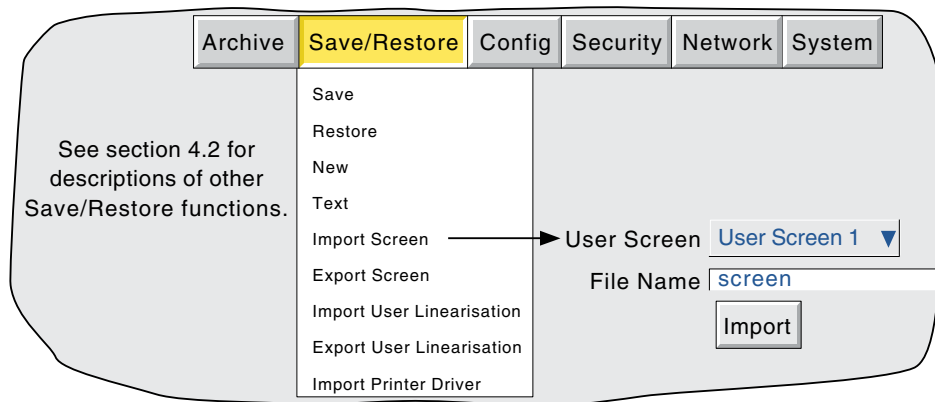 Archive Save/Restore Config Security Network System
See section 4.2 for
descriptions of other
Save/Restore functions.
Save
Restore
New
Text
Import Screen
Export Screen
Import User Linearisation
Export User Linearisation
Import Printer Driver
User Screen User Screen 1
File Name screen
Import